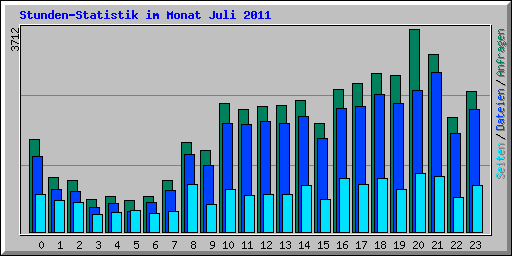 Stunden-Statistik im Monat Juli 2011
3712
Seiten / Dateien / Anfragen
0 1 2 3 4 5 6 7 8 9 10 11 12 13 14 15 16 17 18 19 20 21 22 23